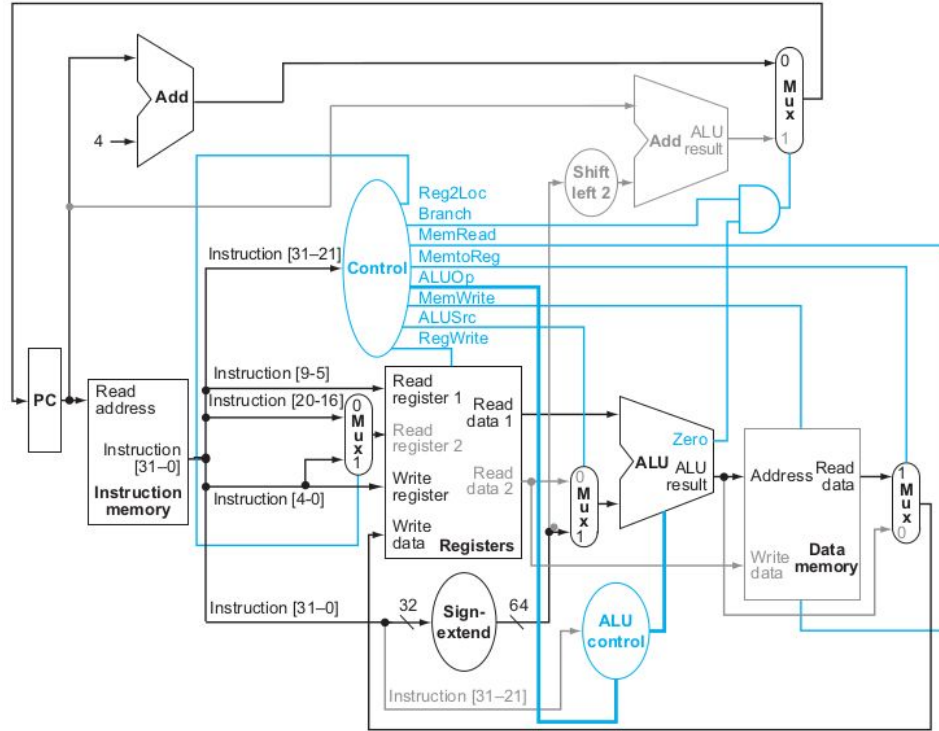 Add
4
0
Mux
1
Add
ALU
result
Shift
left 2
Reg2Loc
Branch
MemRead
MemtoReg
ALUOp
MemWrite
ALUSrc
RegWrite
Instruction [31–21]
Control
PC
Read
address
Instruction
[31–0]
Instruction
memory
Instruction [9-5]
Instruction [20-16]
0
Mux
1
Instruction [4-0]
Read
register 1
Read
register 2
Write
register
Write
data
Read
data 1
Read
data 2
Registers
0
Mux
1
Zero
ALU
ALU
result
Address
Read
data
Write
data
Data
memory
1
Mux
0
Instruction [31–0]
32
Sign-
extend
64
ALU
control
Instruction [31–21]